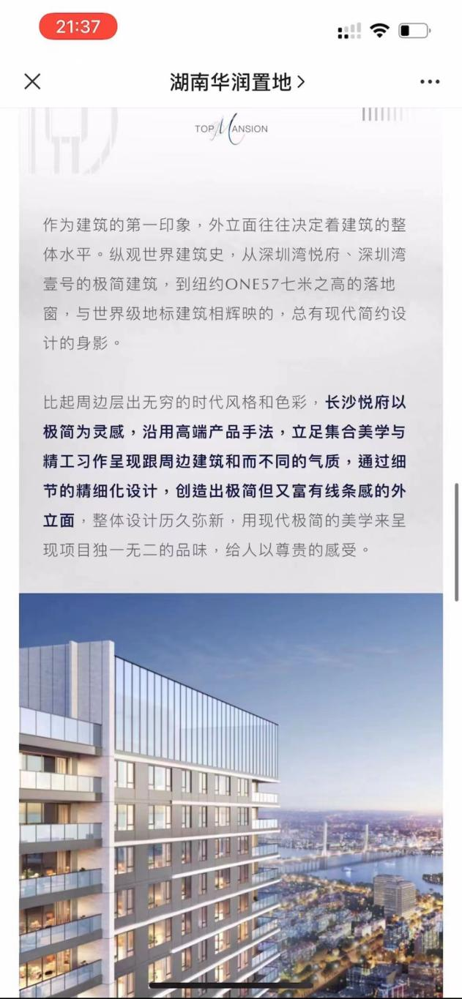 21:37
湖南华润置地
TOP MANSION
作为建筑的第一印象，外立面往往决定着建筑的整
体水平。纵观世界建筑史，从深圳湾悦府、深圳湾
壹号的极简建筑，到纽约ONE57七米之高的落地
窗，与世界级地标建筑相辉映的，总有现代简约设
计的身影。
比起周边层出无穷的时代风格和色彩，长沙悦府以
极简为灵感，沿用高端产品手法，立足集合美学与
精工习作呈现跟周边建筑和而不同的气质，通过细
节的精细化设计，创造出极简但又富有线条感的外
立面，整体设计历久弥新，用现代极简的美学来呈
现项目独一无二的品味，给人以尊贵的感受。